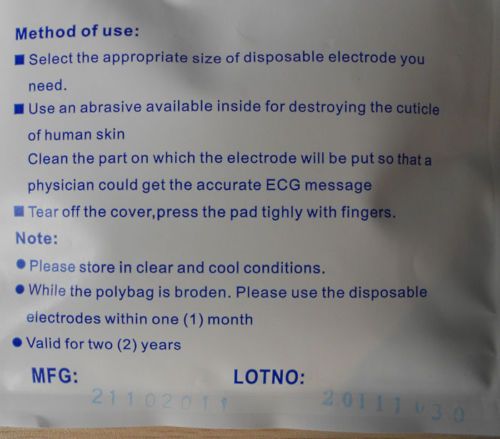 Method of use:
■ Select the appropriate size of disposable electrode you
need.
■ Use an abrasive available inside for destroying the cuticle
of human skin
Clean the part on which the electrode will be put so that a
physician could get the accurate ECG message
■ Tear off the cover,press the pad tighly with fingers.
Note:
● Please store in clear and cool conditions.
● While the polybag is broden. Please use the disposable
electrodes within one (1) month
● Valid for two (2) years
MFG: LOTNO: